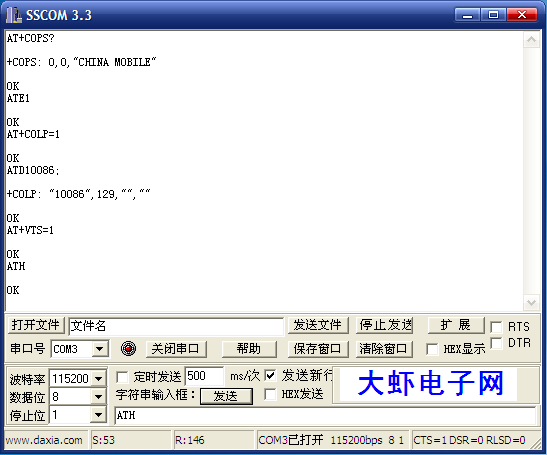 SSCOM 3.3
AT+COPS?
+COPS: 0,0,"CHINA MOBILE"
OK
ATE1
OK
AT+COLP=1
OK
ATD10086;
+COLP: "10086",129,"",""
OK
AT+VTS=1
OK
ATH
OK
打开文件 文件名 发送文件 停止发送 扩 展 RTS
串口号 COM3 关闭串口 帮助 保存窗口 清除窗口 HEX显示 DTR
波特率 115200 定时发送 500 ms/次 发送新行
数据位 8 字符串输入框: 发送 HEX发送 大虾电子网
停止位 1 ATH
www.daxia.com S:53 R:146 COM3已打开 115200bps 8 1 CTS=1 DSR=0 RLSD=0